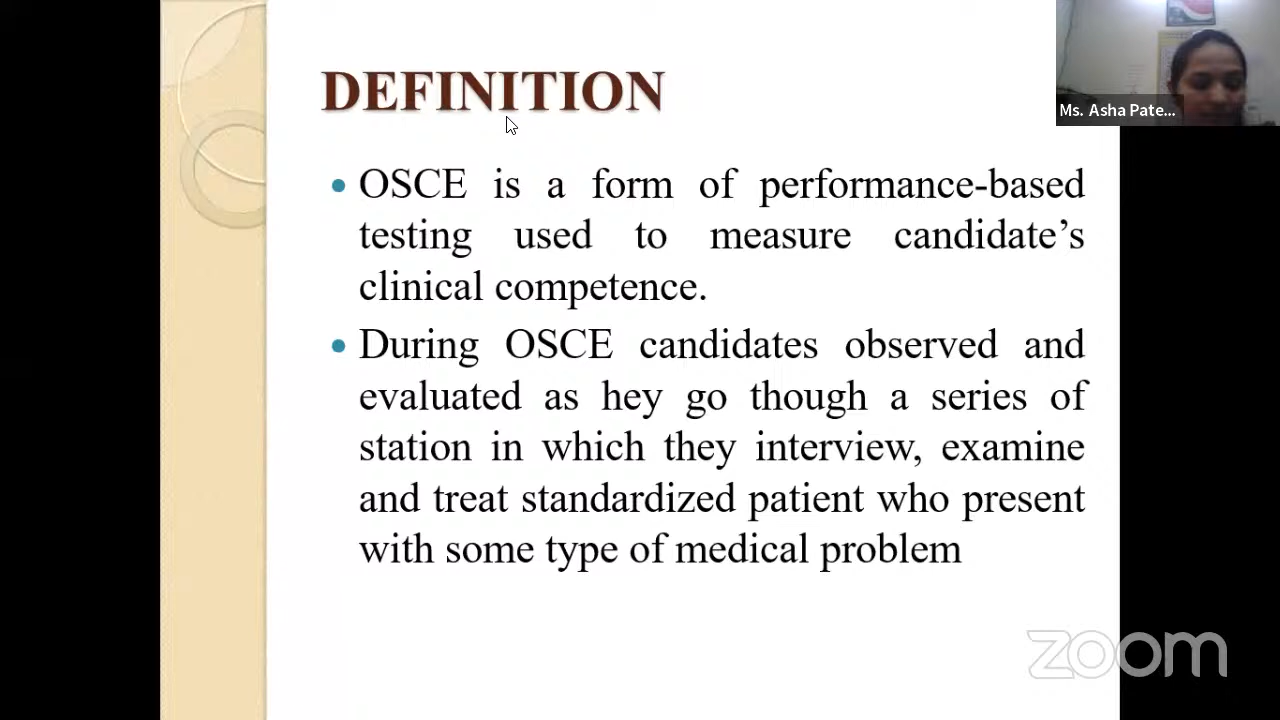 DEFINITION
Ms. Asha Pate...
• OSCE is a form of performance-based
testing used to measure candidate’s
clinical competence.
• During OSCE candidates observed and
evaluated as hey go though a series of
station in which they interview, examine
and treat standardized patient who present
with some type of medical problem
zoom